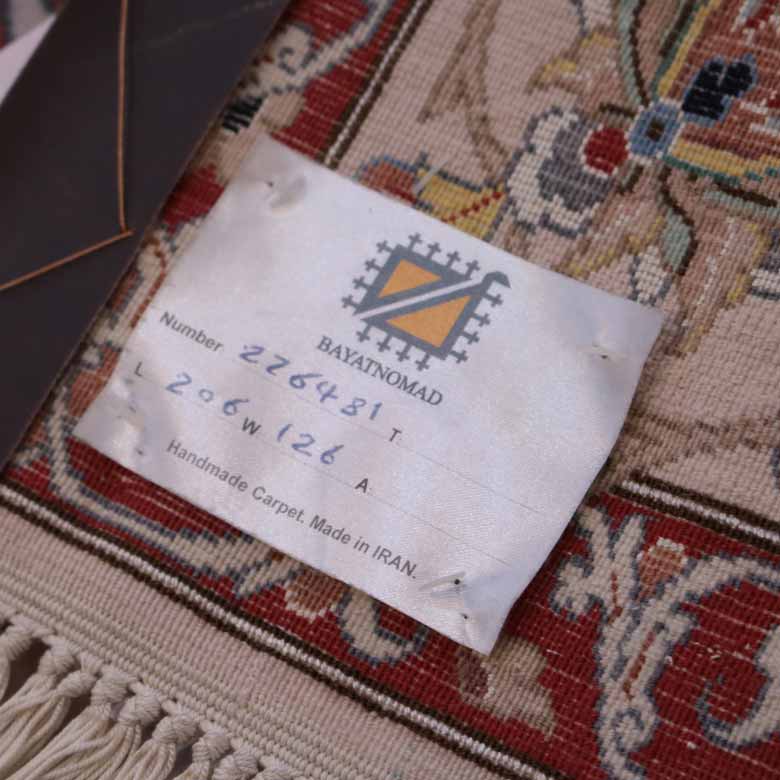 BAYATNOMAD
Number 226481 T.
L. 206 W 126 A.
Handmade Carpet. Made in IRAN.